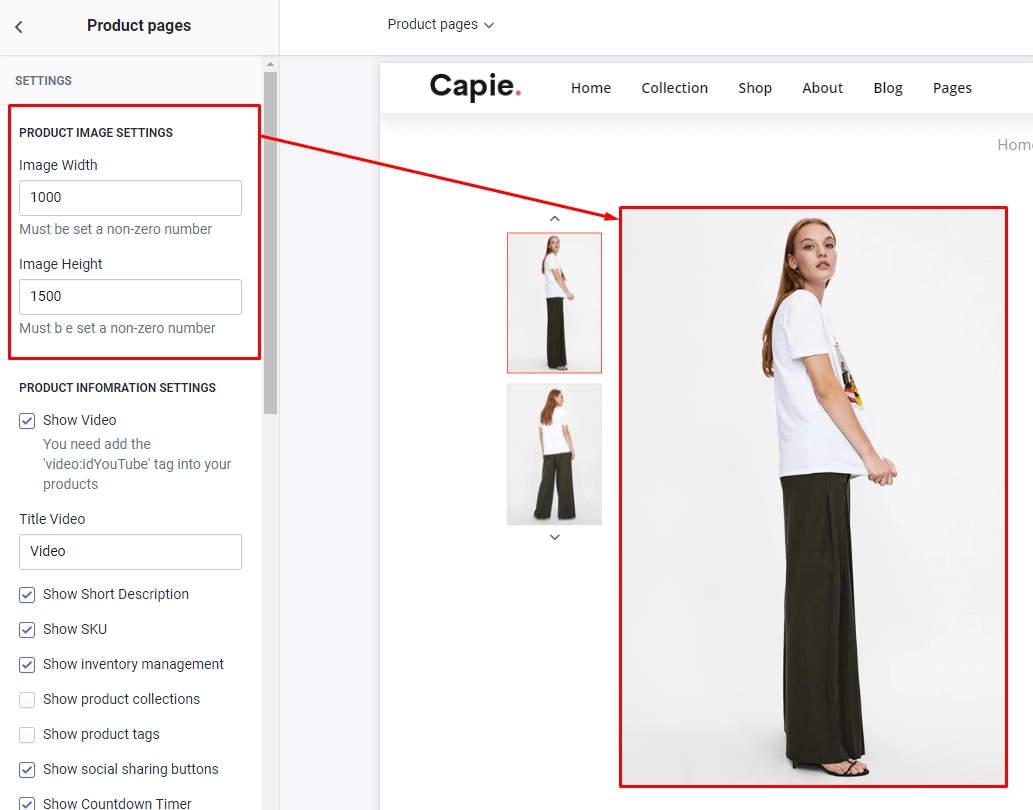 Product pages
SETTINGS
PRODUCT IMAGE SETTINGS
Image Width
1000
Must be set a non-zero number
Image Height
1500
Must b e set a non-zero number
PRODUCT INFOMRATION SETTINGS
Show Video
You need add the
'video:idYouTube' tag into your
products
Title Video
Video
Show Short Description
Show SKU
Show inventory management
Show product collections
Show product tags
Show social sharing buttons
Show Countdown Timer
Product pages
Capie. Home Collection Shop About Blog Pages
Hom